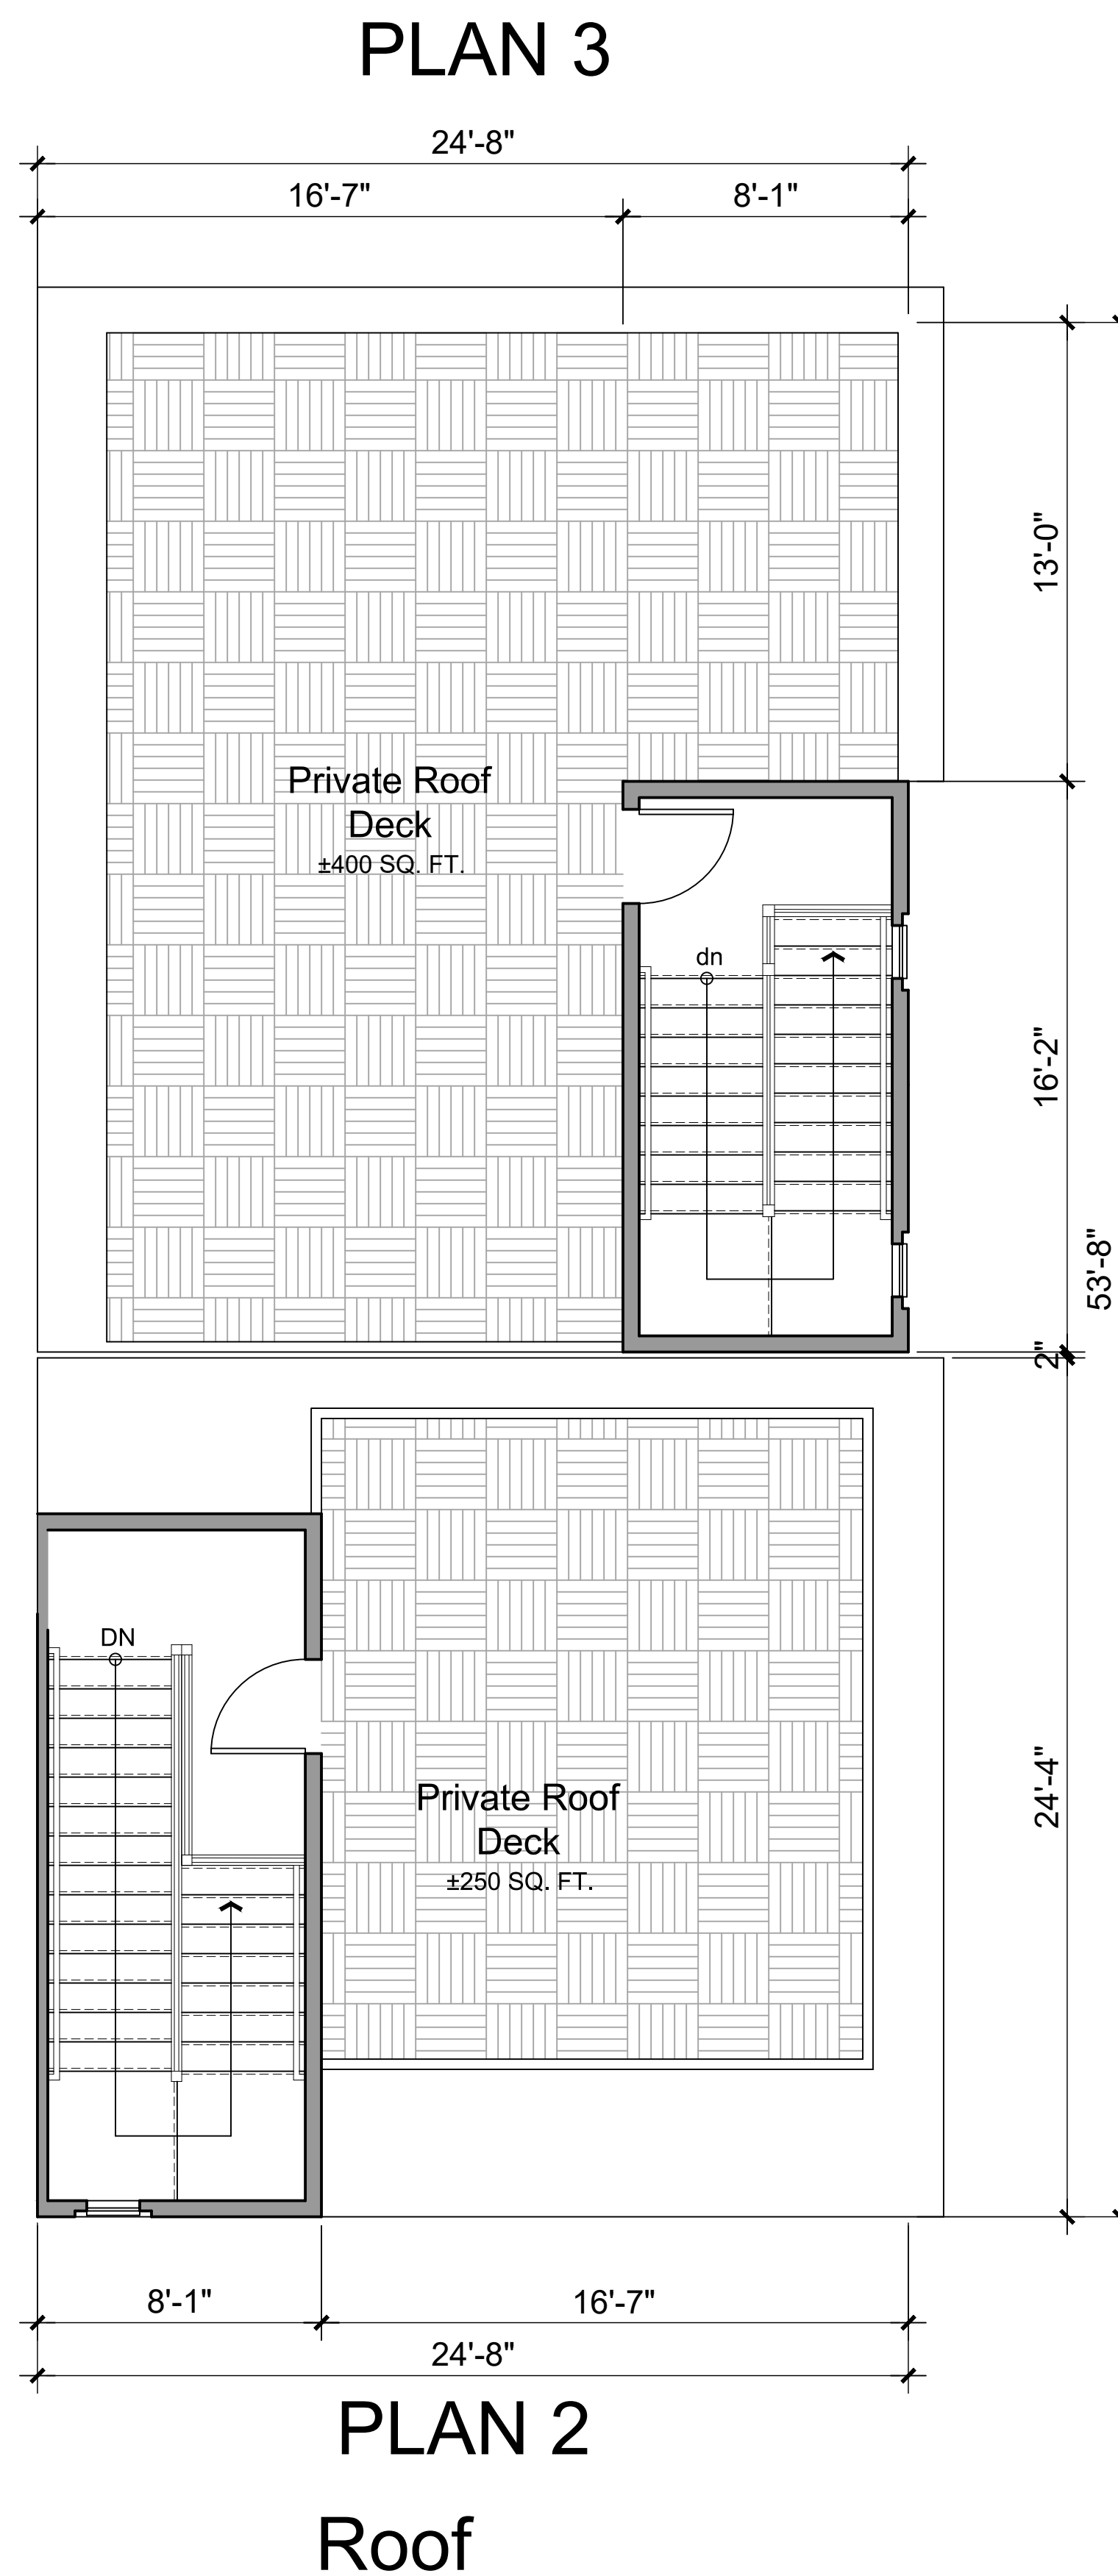 PLAN 3
24'-8"
16'-7"
8'-1"
13'-0"
Private Roof
Deck
±400 SQ. FT.
dn
16'-2"
53'-8"
2"
DN
Private Roof
Deck
±250 SQ. FT.
24'-4"
8'-1"
16'-7"
24'-8"
PLAN 2
Roof